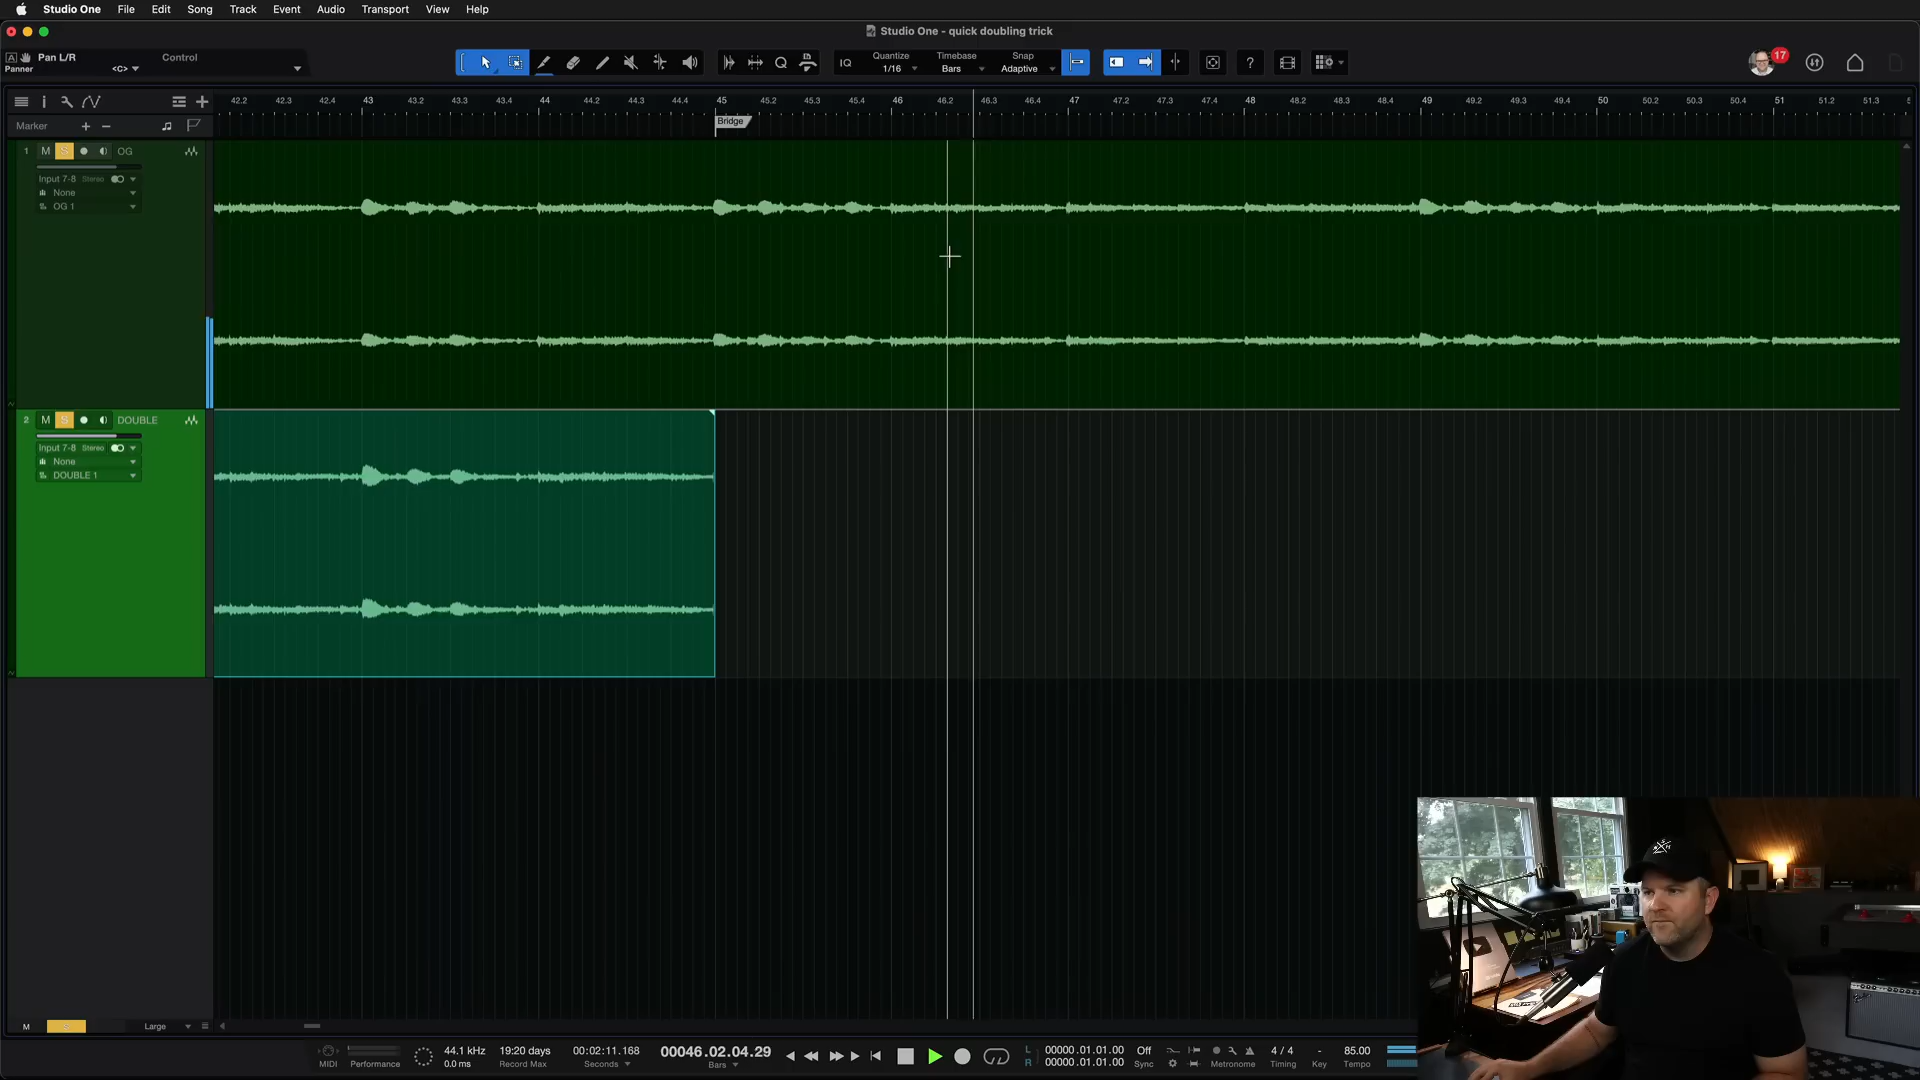 Studio One File Edit Song Track Event Audio Transport View Help
Studio One - quick doubling trick
Pan L/R
Panner <C>
Control
IQ
Quantize
1/16
Timebase
Bars
Snap
Adaptive
?
17
42.2 42.3 42.4 43 43.2 43.3 43.4 44 44.2 44.3 44.4 45 45.2 45.3 45.4 46 46.2 46.3 46.4 47 47.2 47.3 47.4 48 48.2 48.3 48.4 49 49.2 49.3 49.4 50 50.2 50.3 50.4 51 51.2 51.3
Marker + −
Bridge
1 M S OG
Input 7-8 Stereo
None
OG 1
2 M S DOUBLE
Input 7-8 Stereo
None
DOUBLE 1
M S Large
MIDI
Performance
44.1 kHz
0.0 ms
19:20 days
Record Max
00:02:11.168
Seconds
00046.02.04.29
Bars
L 00000.01.01.00
R 00000.01.01.00
Off
Sync
Metronome
4 / 4
Timing
-
Key
85.00
Tempo